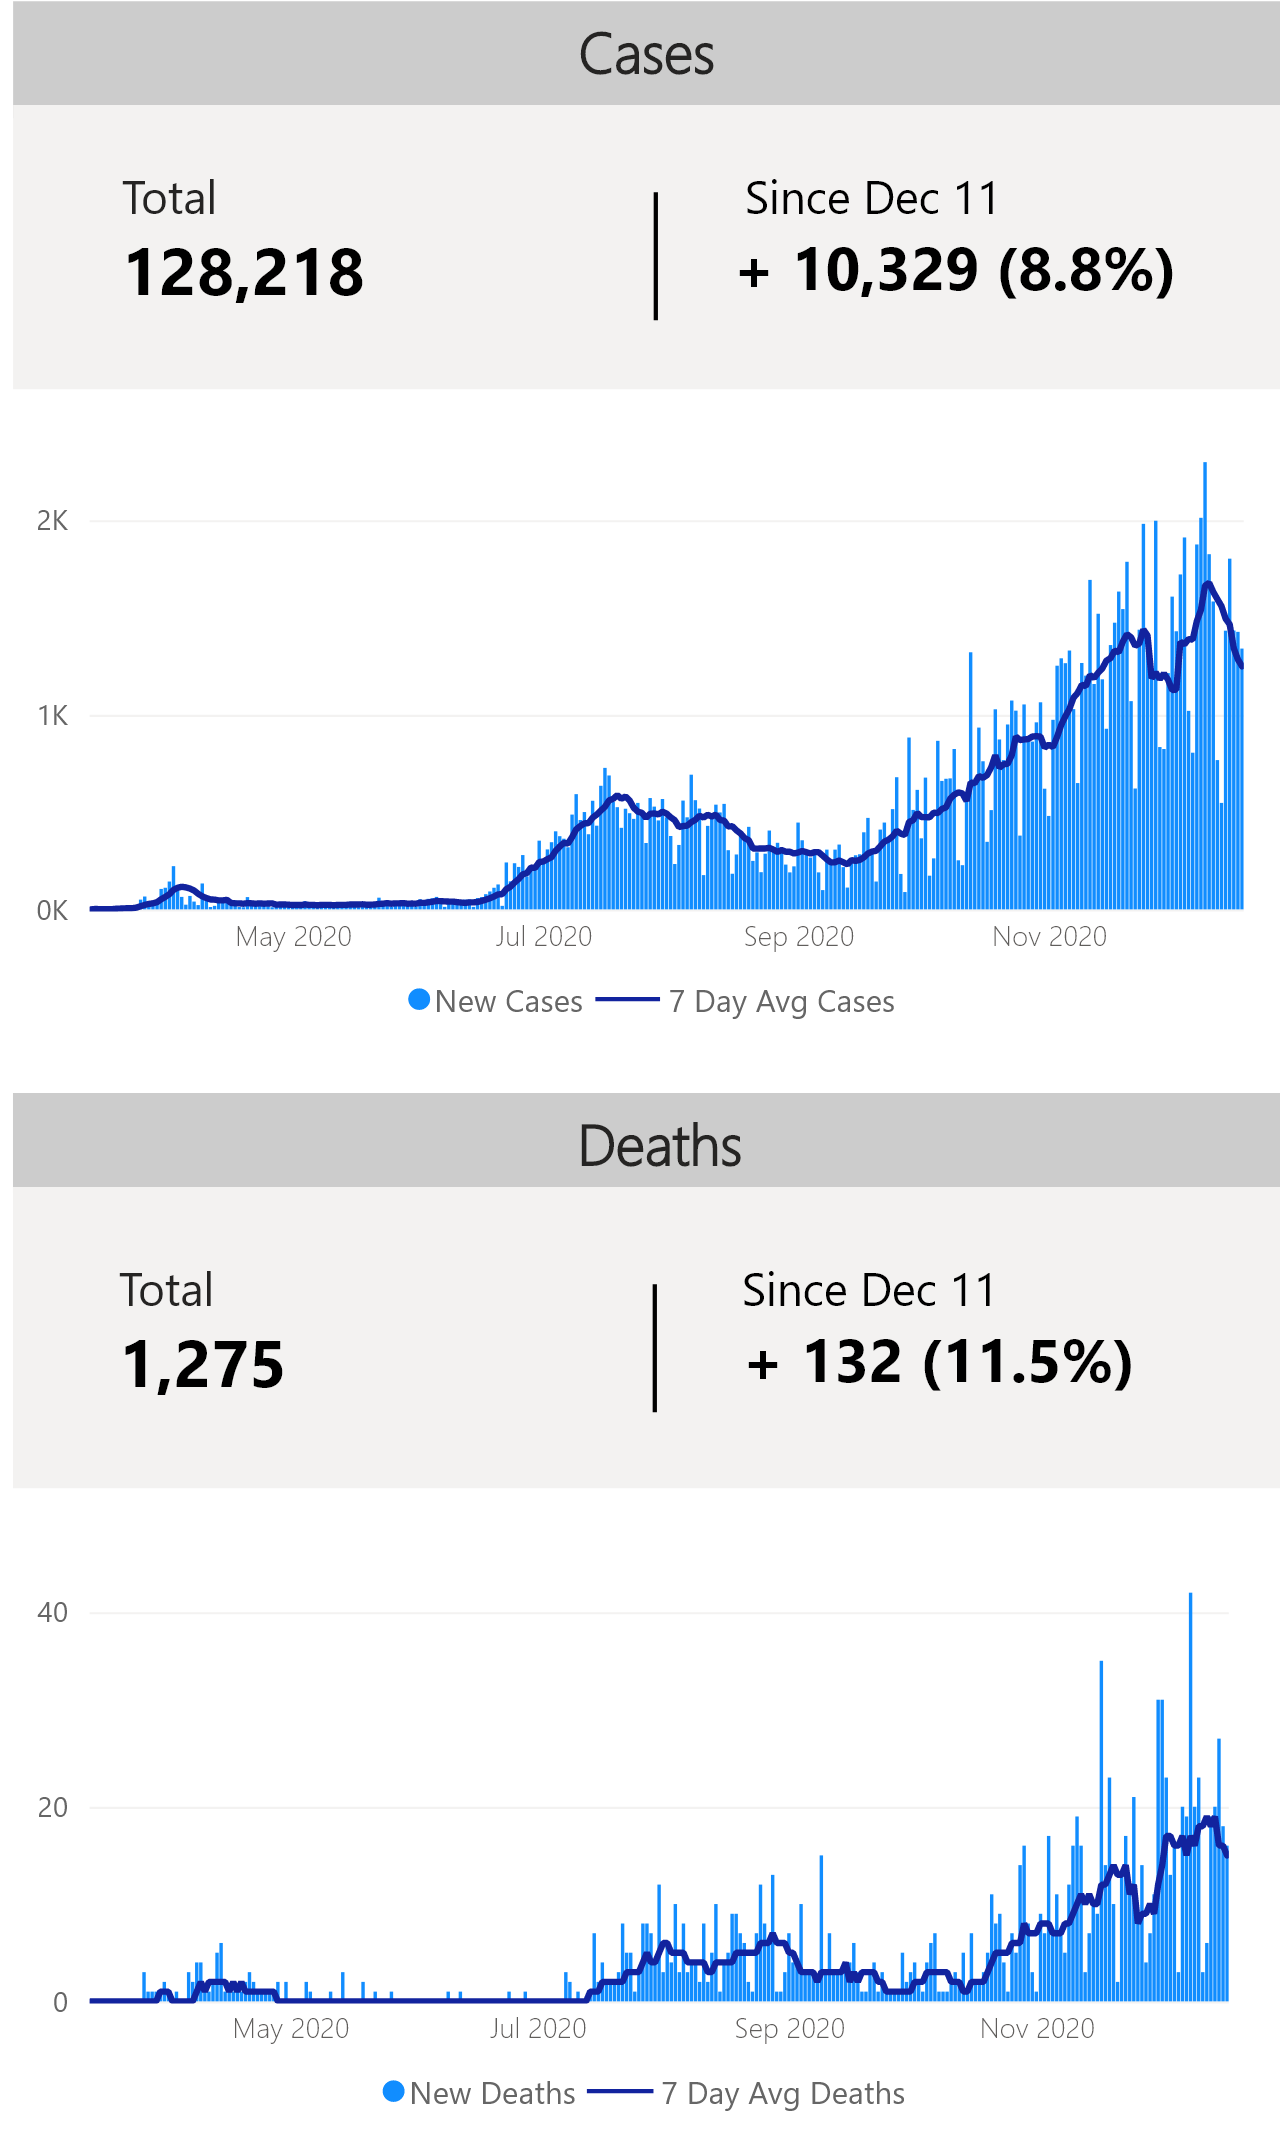 Cases
Total
Since Dec 11
128,218
+ 10,329 (8.8%)
2K
1K
0K
May 2020
Jul 2020
Sep 2020
Nov 2020
New Cases
7 Day Avg Cases
Deaths
Total
Since Dec 11
1,275
+ 132 (11.5%)
40
20
0
May 2020
Jul 2020
Sep 2020
Nov 2020
New Deaths
7 Day Avg Deaths